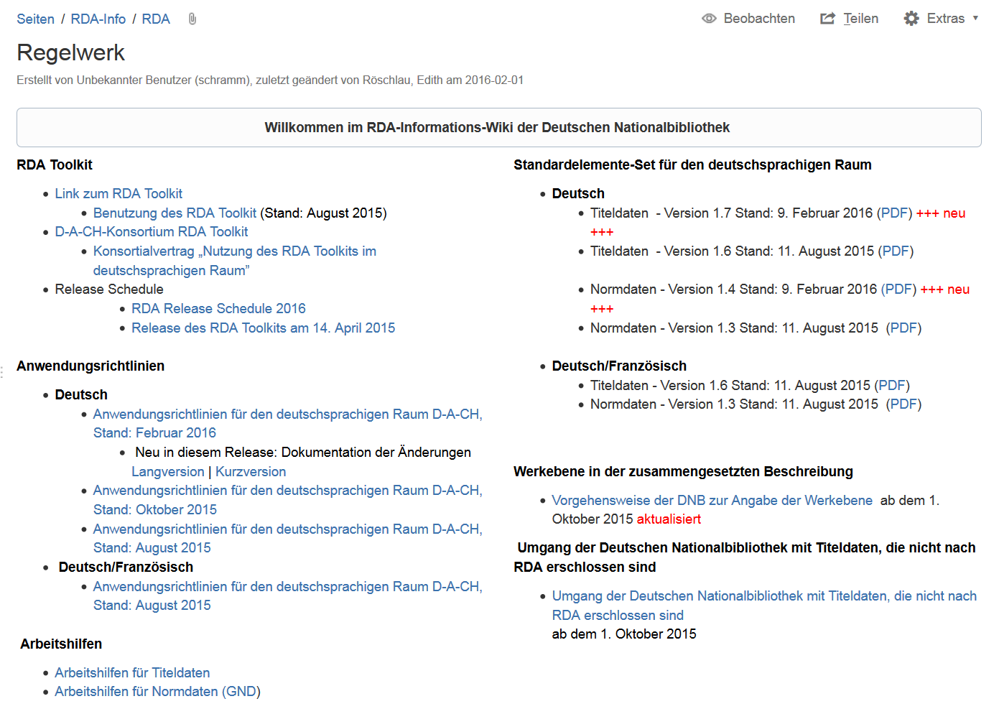 Seiten / RDA-Info / RDA
Beobachten Teilen Extras
Regelwerk
Erstellt von Unbekannter Benutzer (schramm), zuletzt geändert von Röschlau, Edith am 2016-02-01
Willkommen im RDA-Informations-Wiki der Deutschen Nationalbibliothek
RDA Toolkit
Link zum RDA Toolkit
Benutzung des RDA Toolkit (Stand: August 2015)
D-A-CH-Konsortium RDA Toolkit
Konsortialvertrag „Nutzung des RDA Toolkits im
deutschsprachigen Raum”
Release Schedule
RDA Release Schedule 2016
Release des RDA Toolkits am 14. April 2015
Anwendungsrichtlinien
Deutsch
Anwendungsrichtlinien für den deutschsprachigen Raum D-A-CH,
Stand: Februar 2016
Neu in diesem Release: Dokumentation der Änderungen
Langversion | Kurzversion
Anwendungsrichtlinien für den deutschsprachigen Raum D-A-CH,
Stand: Oktober 2015
Anwendungsrichtlinien für den deutschsprachigen Raum D-A-CH,
Stand: August 2015
Deutsch/Französisch
Anwendungsrichtlinien für den deutschsprachigen Raum D-A-CH,
Stand: August 2015
Arbeitshilfen
Arbeitshilfen für Titeldaten
Arbeitshilfen für Normdaten (GND)
Standardelemente-Set für den deutschsprachigen Raum
Deutsch
Titeldaten - Version 1.7 Stand: 9. Februar 2016 (PDF) +++ neu
+++
Titeldaten - Version 1.6 Stand: 11. August 2015 (PDF)
Normdaten - Version 1.4 Stand: 9. Februar 2016 (PDF) +++ neu
+++
Normdaten - Version 1.3 Stand: 11. August 2015 (PDF)
Deutsch/Französisch
Titeldaten - Version 1.6 Stand: 11. August 2015 (PDF)
Normdaten - Version 1.3 Stand: 11. August 2015 (PDF)
Werkebene in der zusammengesetzten Beschreibung
Vorgehensweise der DNB zur Angabe der Werkebene ab dem 1.
Oktober 2015 aktualisiert
Umgang der Deutschen Nationalbibliothek mit Titeldaten, die nicht nach
RDA erschlossen sind
Umgang der Deutschen Nationalbibliothek mit Titeldaten, die nicht nach
RDA erschlossen sind
ab dem 1. Oktober 2015